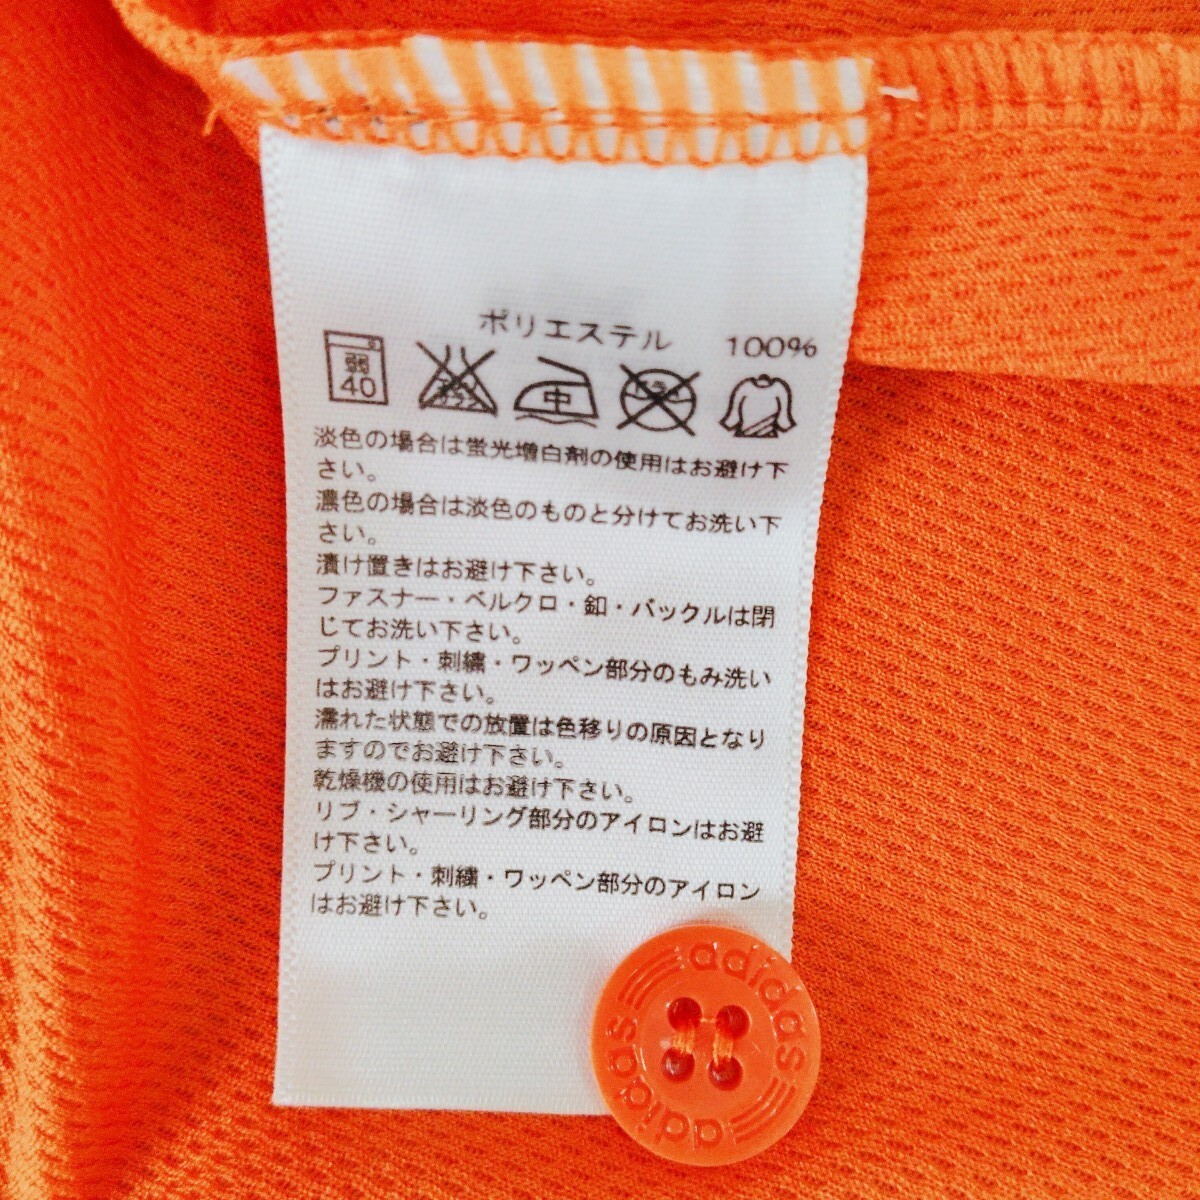 ポリエステル 100%
弱
40
中
淡色の場合は蛍光増白剤の使用はお避け下
さい。
濃色の場合は淡色のものと分けてお洗い下
さい。
漬け置きはお避け下さい。
ファスナー・ベルクロ・釦・バックルは閉
じてお洗い下さい。
プリント・刺繍・ワッペン部分のもみ洗い
はお避け下さい。
濡れた状態での放置は色移りの原因となり
ますのでお避け下さい。
乾燥機の使用はお避け下さい。
リブ・シャーリング部分のアイロンはお避
け下さい。
プリント・刺繍・ワッペン部分のアイロン
はお避け下さい。
adidas
adidas